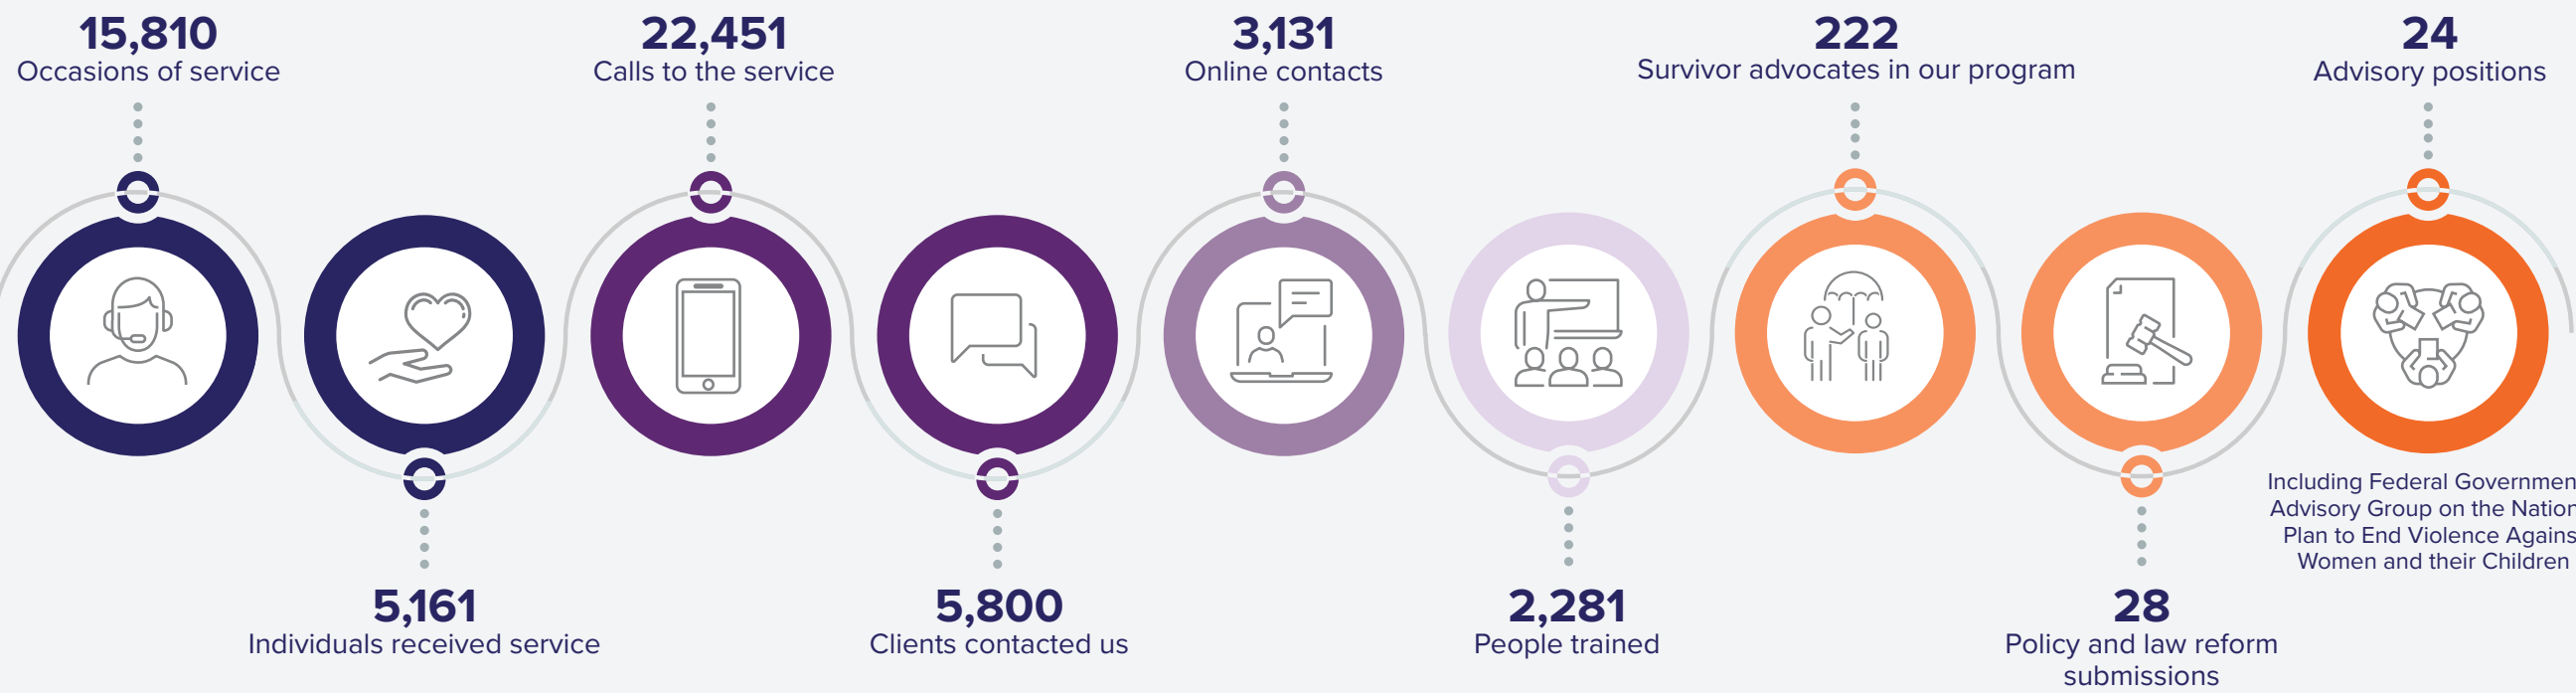 15,810
Occasions of service
22,451
Calls to the service
3,131
Online contacts
222
Survivor advocates in our program
24
Advisory positions
Including Federal Governmen
Advisory Group on the Nation
Plan to End Violence Agains
Women and their Children
5,161
Individuals received service
5,800
Clients contacted us
2,281
People trained
28
Policy and law reform
submissions